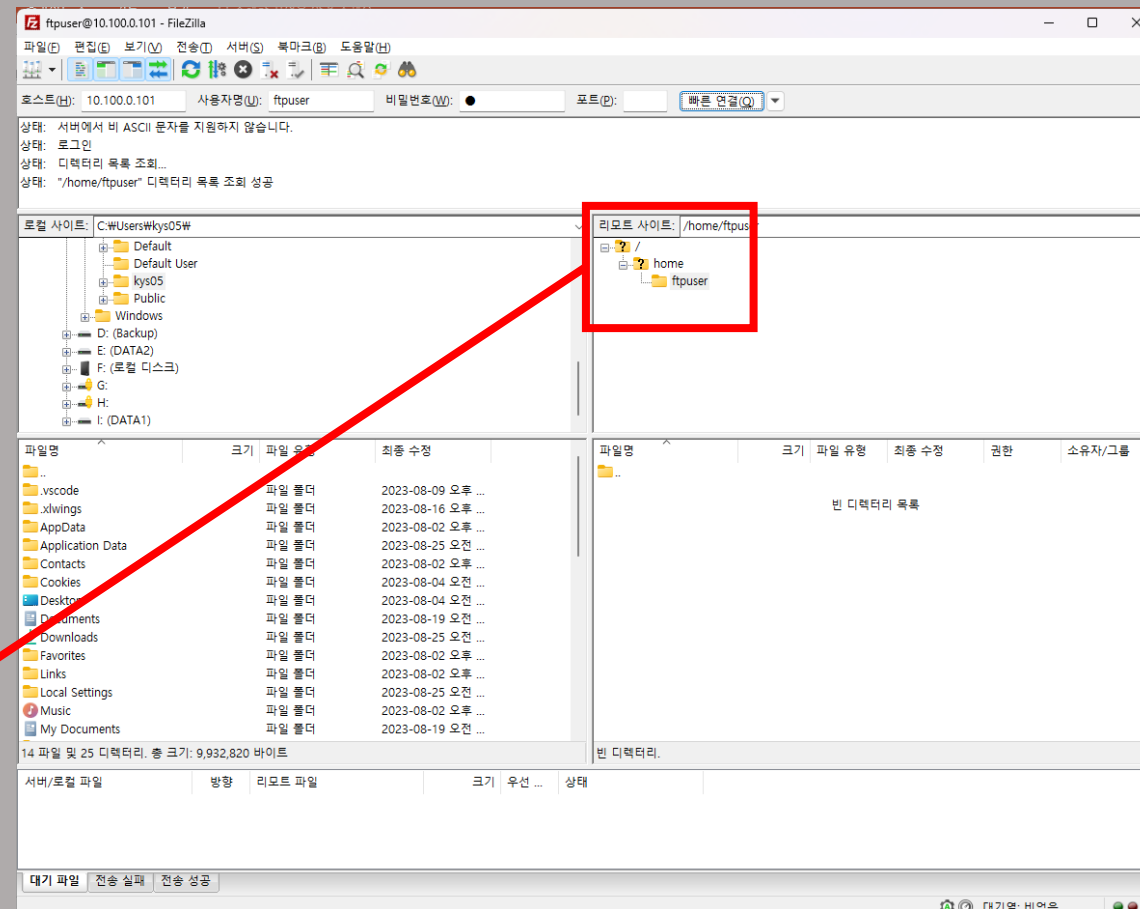 ftpuser@10.100.0.101 - FileZilla
파일(F) 편집(E) 보기(V) 전송(T) 서버(S) 북마크(B) 도움말(H)
호스트(H): 10.100.0.101 사용자명(U): ftpuser 비밀번호(W): ● 포트(P): 빠른 연결(Q)
상태: 서버에서 비 ASCII 문자를 지원하지 않습니다.
상태: 로그인
상태: 디렉터리 목록 조회...
상태: "/home/ftpuser" 디렉터리 목록 조회 성공
로컬 사이트: C:₩Users₩kys05₩
Default
Default User
kys05
Public
Windows
D: (Backup)
E: (DATA2)
F: (로컬 디스크)
G:
H:
I: (DATA1)
리모트 사이트: /home/ftpuser
/
home
ftpuser
파일명 크기 파일 유형 최종 수정
..
.vscode 파일 폴더 2023-08-09 오후 ...
.xlwings 파일 폴더 2023-08-16 오후 ...
AppData 파일 폴더 2023-08-02 오후 ...
Application Data 파일 폴더 2023-08-25 오전 ...
Contacts 파일 폴더 2023-08-02 오후 ...
Cookies 파일 폴더 2023-08-04 오전 ...
Desktop 파일 폴더 2023-08-04 오전 ...
Documents 파일 폴더 2023-08-19 오전 ...
Downloads 파일 폴더 2023-08-25 오전 ...
Favorites 파일 폴더 2023-08-02 오후 ...
Links 파일 폴더 2023-08-02 오후 ...
Local Settings 파일 폴더 2023-08-25 오전 ...
Music 파일 폴더 2023-08-02 오후 ...
My Documents 파일 폴더 2023-08-19 오전 ...
14 파일 및 25 디렉터리. 총 크기: 9,932,820 바이트
파일명 크기 파일 유형 최종 수정 권한 소유자/그룹
..
빈 디렉터리 목록
빈 디렉터리.
서버/로컬 파일 방향 리모트 파일 크기 우선 ... 상태
대기 파일 전송 실패 전송 성공
대기열: 비었음